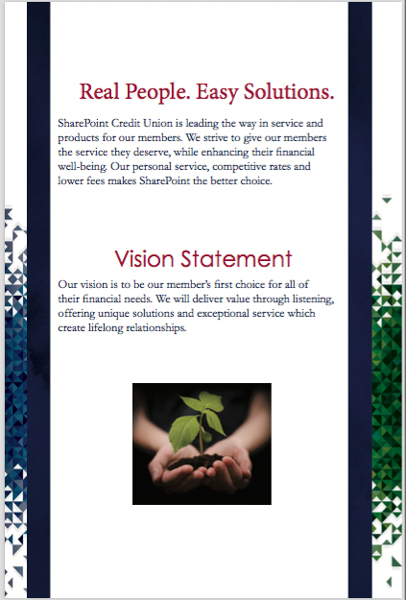 Real People. Easy Solutions.
SharePoint Credit Union is leading the way in service and
products for our members. We strive to give our members
the service they deserve, while enhancing their financial
well-being. Our personal service, competitive rates and
lower fees makes SharePoint the better choice.
Vision Statement
Our vision is to be our member's first choice for all of
their financial needs. We will deliver value through listening,
offering unique solutions and exceptional service which
create lifelong relationships.